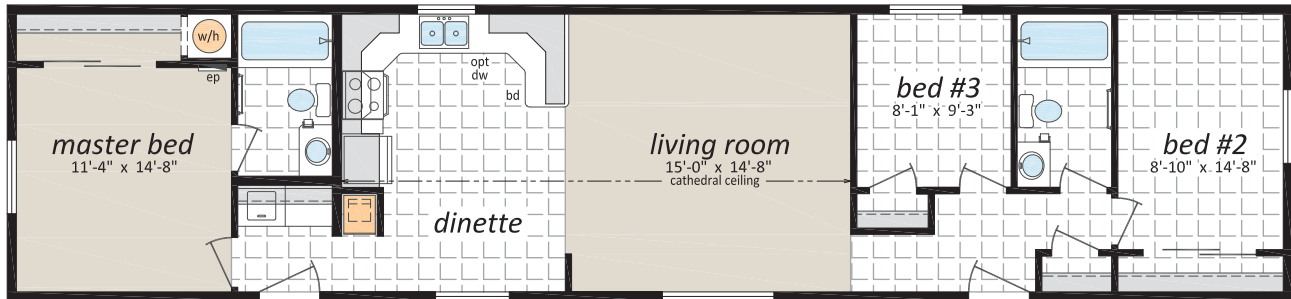 w/h
ep
master bed
11'-4" x 14'-8"
opt
dw
bd
dinette
living room
15'-0" x 14'-8"
cathedral ceiling
bed #3
8'-1" x 9'-3"
bed #2
8'-10" x 14'-8"